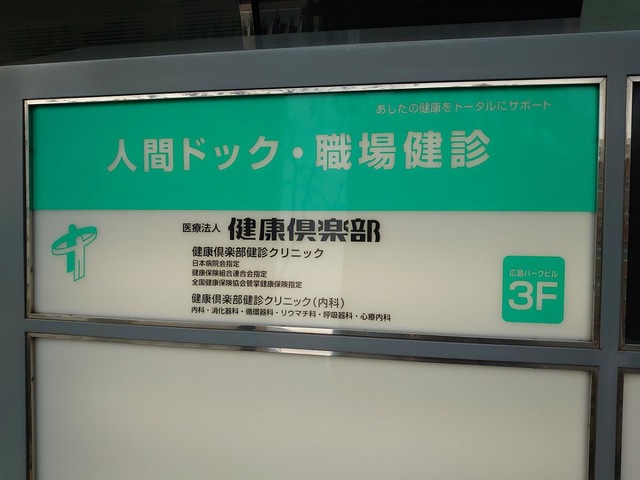 あしたの健康をトータルにサポート
人間ドック・職場健診
医療法人 健康倶楽部
健康倶楽部健診クリニック
日本病院会指定
健康保険組合連合会指定
全国健康保険協会管掌健康保険指定
健康倶楽部健診クリニック(内科)
内科・消化器科・循環器科・リウマチ科・呼吸器科・心療内科
広島パークビル
3F